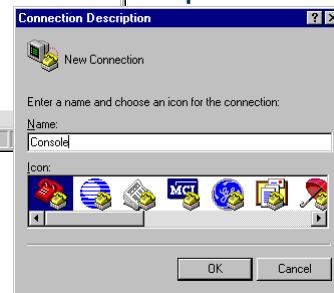 Connection Description
New Connection
Enter a name and choose an icon for the connection:
Name:
Console
Icon:
MCI
OK Cancel